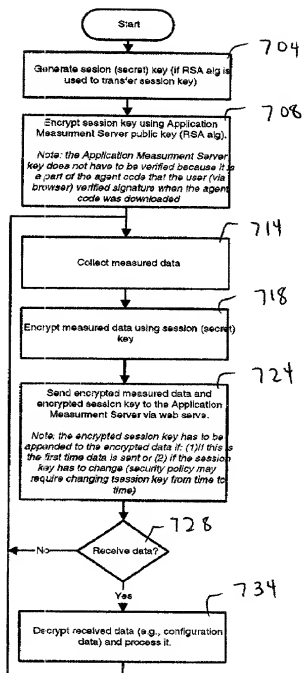 Start
704
Generate sesion (secret) key (if RSA alg is
used to transfer session key)
708
Encrypt session key using Application
Measurment Server public key (RSA alg).
Note: the Application Measurment Server
key does not have to be verified because it is
a part of the agent code that the user (via
browser) verified signature when the agent
code was downloaded
714
Collect measured data
718
Encrypt measured data using session (secret)
key
724
Send encrypted measured data and
encrypted session key to the Application
Measurment Server via web serve.
Note: the encrypted session key has to be
appended to the encrypted data if: (1)if this is
the first time data is sent or (2) if the session
key has to change (security policy may
require changing tsession key from time to
time)
728
Receive data?
No
Yes
734
Decrypt received data (e.g., configuration
data) and process it.